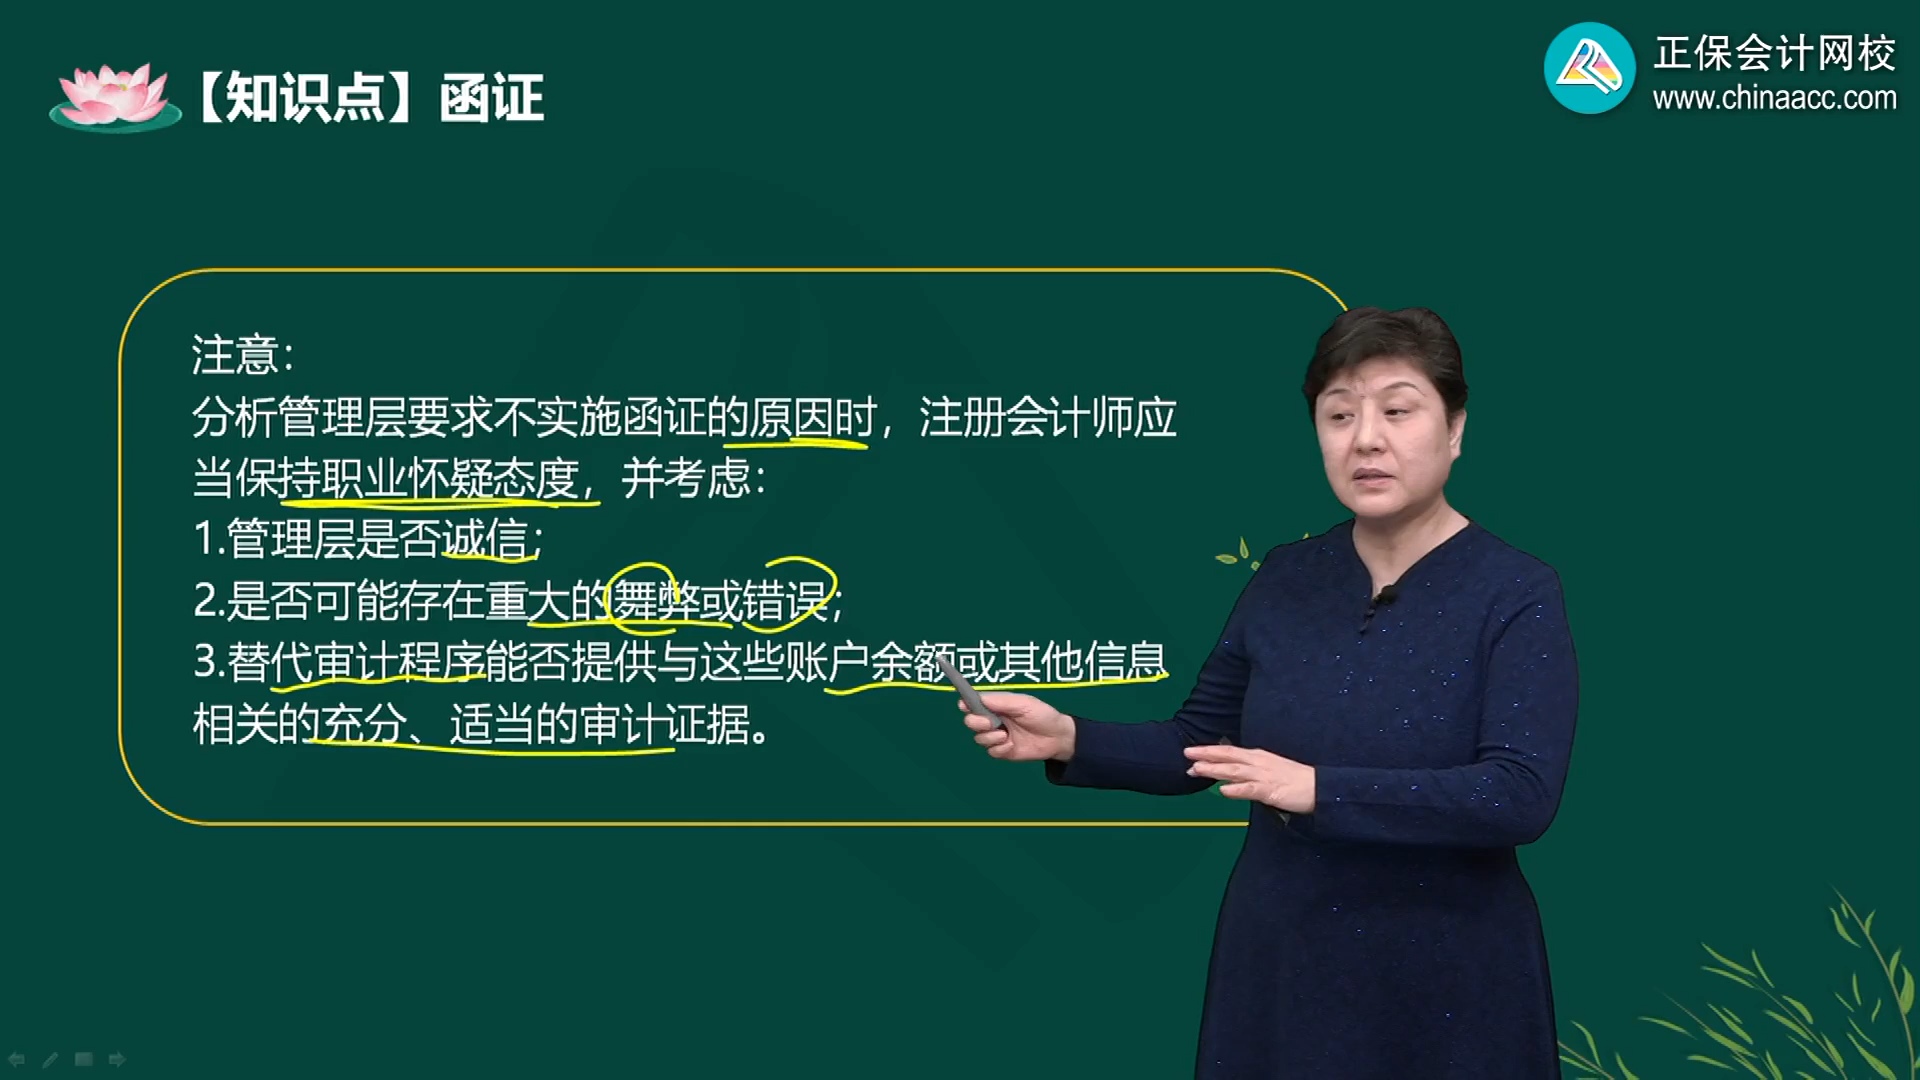 【知识点】函证
正保会计网校
www.chinaacc.com
注意：
分析管理层要求不实施函证的原因时，注册会计师应
当保持职业怀疑态度，并考虑：
1.管理层是否诚信；
2.是否可能存在重大的舞弊或错误；
3.替代审计程序能否提供与这些账户余额或其他信息
相关的充分、适当的审计证据。